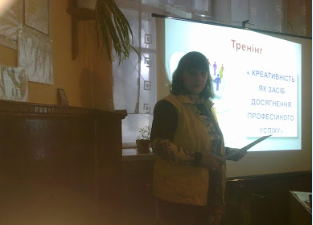 Тренінг
« КРЕАТИВНІСТЬ
ЯК ЗАСІБ
ДОСЯГНЕННЯ
ПРОФЕСІЙНОГО
УСПІХУ»